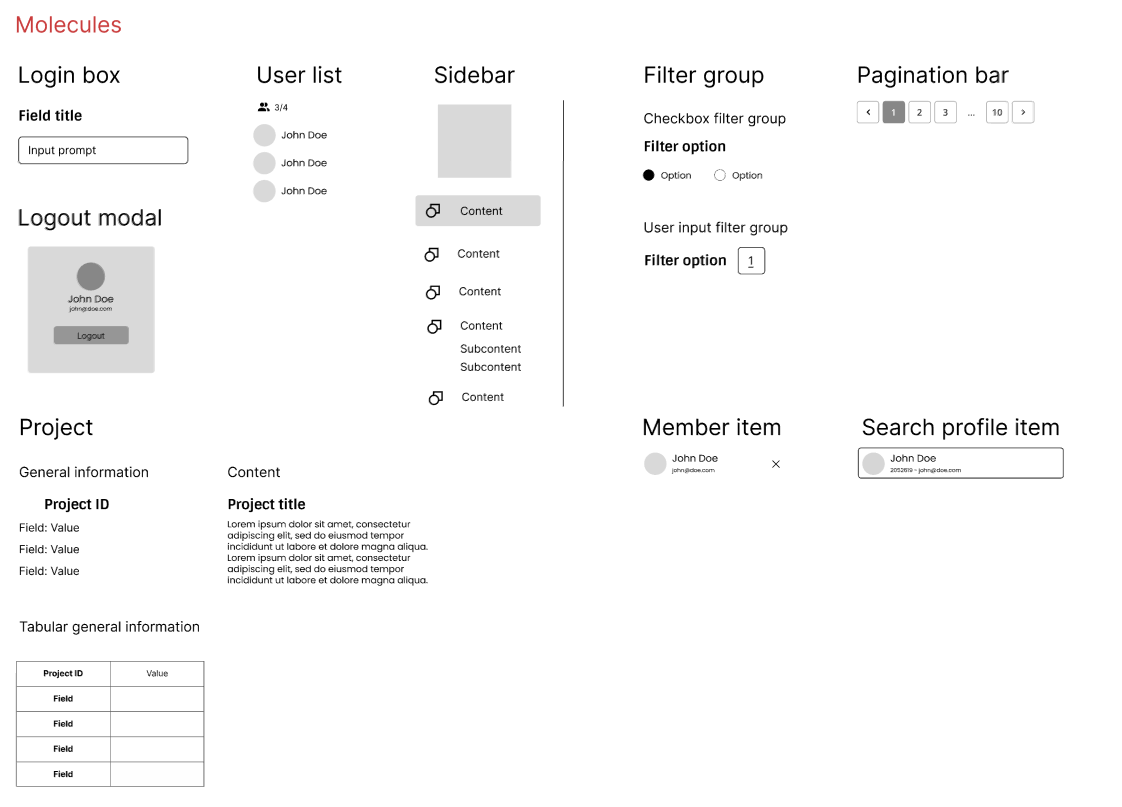 Molecules
Login box
Field title
Input prompt
Logout modal
John Doe
john@doe.com
Logout
User list
3/4
John Doe
John Doe
John Doe
Sidebar
Content
Content
Content
Content
Subcontent
Subcontent
Content
Filter group
Checkbox filter group
Filter option
Option Option
User input filter group
Filter option 1
Pagination bar
< 1 2 3 ... 10 >
Project
General information
Project ID
Field: Value
Field: Value
Field: Value
Content
Project title
Lorem ipsum dolor sit amet, consectetur
adipiscing elit, sed do eiusmod tempor
incididunt ut labore et dolore magna aliqua.
Lorem ipsum dolor sit amet, consectetur
adipiscing elit, sed do eiusmod tempor
incididunt ut labore et dolore magna aliqua.
Tabular general information
Project ID Value
Field
Field
Field
Field
Member item
John Doe
john@doe.com
Search profile item
John Doe
2052619 - john@doe.com